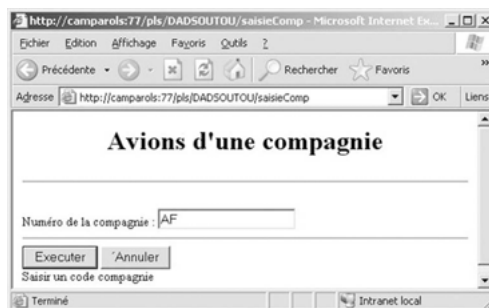 http://camparols:77/pls/DADSOUTOU/saisieComp - Microsoft Internet Ex...
Fichier Edition Affichage Favoris Outils ?
Précédente Rechercher Favoris »
Adresse http://camparols:77/pls/DADSOUTOU/saisieComp OK Liens
Avions d'une compagnie
Numéro de la compagnie : AF
Executer ´Annuler
Saisir un code compagnie
Terminé Intranet local